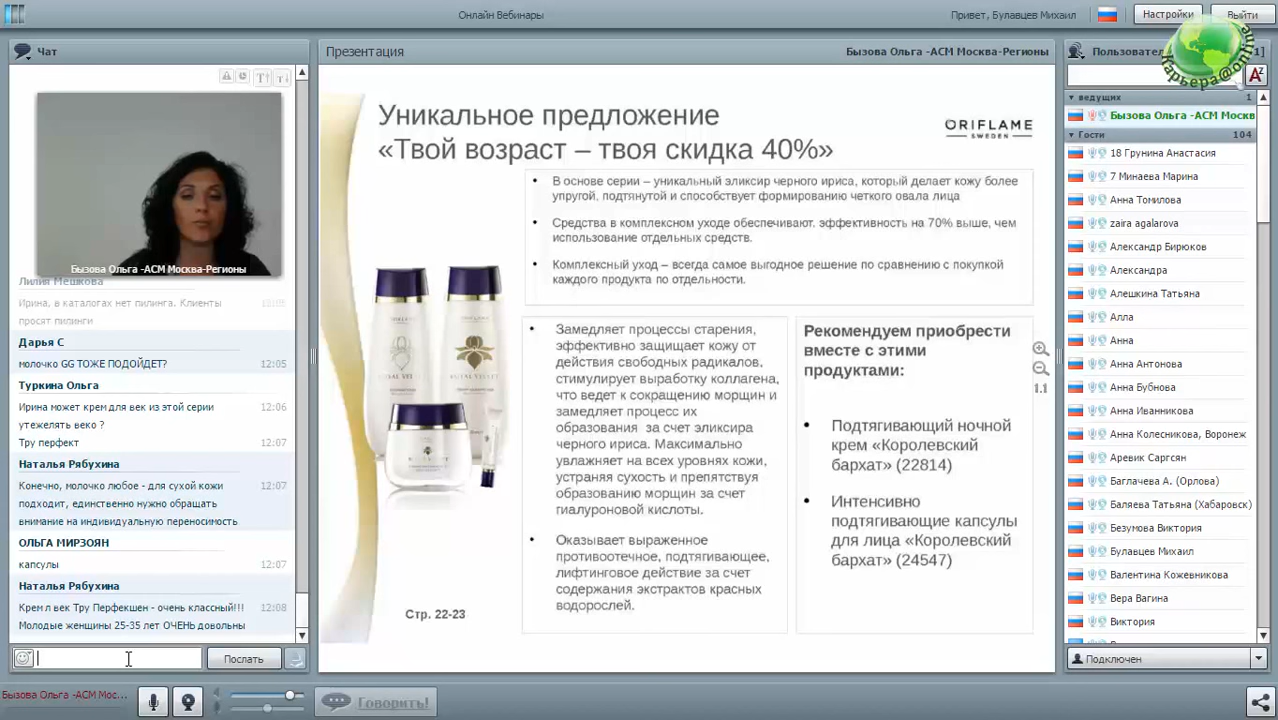 Онлайн Вебинары
Привет, Булавцев Михаил
Настройки
Выйти
Чат
Бызова Ольга -АСМ Москва-Регионы
Лилия Мешкова
Ирина, в каталогах нет пилинга. Клиенты
просят пилинги
Дарья С
молочко GG ТОЖЕ ПОДОЙДЕТ?
12:05
Туркина Ольга
Ирина может крем для век из этой серии
12:06
утежелять веко ?
Тру перфект
12:07
Наталья Рябухина
Конечно, молочко любое - для сухой кожи
12:07
подходит, единственно нужно обращать
внимание на индивидуальную переносимость
ОЛЬГА МИРЗОЯН
капсулы
12:07
Наталья Рябухина
Крем л век Тру Перфекшен - очень классный!!!
12:08
Молодые женщины 25-35 лет ОЧЕНЬ довольны
Послать
Бызова Ольга -АСМ Мос...
Говорить!
Презентация
Бызова Ольга -АСМ Москва-Регионы
Уникальное предложение
«Твой возраст – твоя скидка 40%»
ORIFLAME
SWEDEN
• В основе серии – уникальный эликсир черного ириса, который делает кожу более
упругой, подтянутой и способствует формированию четкого овала лица
• Средства в комплексном уходе обеспечивают, эффективность на 70% выше, чем
использование отдельных средств.
• Комплексный уход – всегда самое выгодное решение по сравнению с покупкой
каждого продукта по отдельности.
• Замедляет процессы старения,
эффективно защищает кожу от
действия свободных радикалов,
стимулирует выработку коллагена,
что ведет к сокращению морщин и
замедляет процесс их
образования за счет эликсира
черного ириса. Максимально
увлажняет на всех уровнях кожи,
устраняя сухость и препятствуя
образованию морщин за счет
гиалуроновой кислоты.
• Оказывает выраженное
противоотечное, подтягивающее,
лифтинговое действие за счет
содержания экстрактов красных
водорослей.
Рекомендуем приобрести
вместе с этими
продуктами:
• Подтягивающий ночной
крем «Королевский
бархат» (22814)
• Интенсивно
подтягивающие капсулы
для лица «Королевский
бархат» (24547)
Стр. 22-23
1.1
Карьера@online
ведущих
1
Бызова Ольга -АСМ Москв
Гости
104
18 Грунина Анастасия
7 Минаева Марина
Анна Томилова
zaira agalarova
Александр Бирюков
Александра
Алешкина Татьяна
Алла
Анна
Анна Антонова
Анна Бубнова
Анна Иванникова
Анна Колесникова, Воронеж
Аревик Саргсян
Баглачева А. (Орлова)
Баляева Татьяна (Хабаровск)
Безумова Виктория
Булавцев Михаил
Валентина Кожевникова
Вера Вагина
Виктория
Подключен